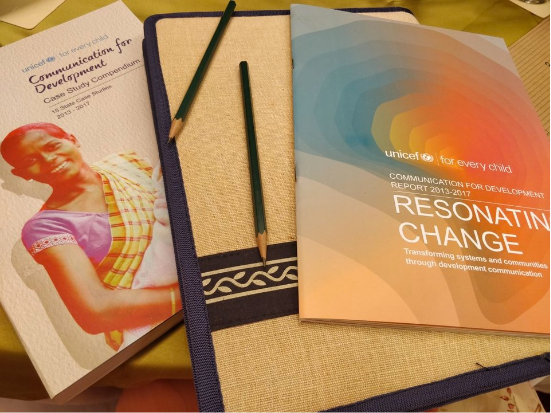 unicef for every child
Communication for
Development
Case Study Compendium
16 State Case Studies
2013 - 2017
unicef for every child
COMMUNICATION FOR DEVELOPMENT
REPORT 2013-2017
RESONATIN
CHANGE
Transforming systems and communities
through development communication